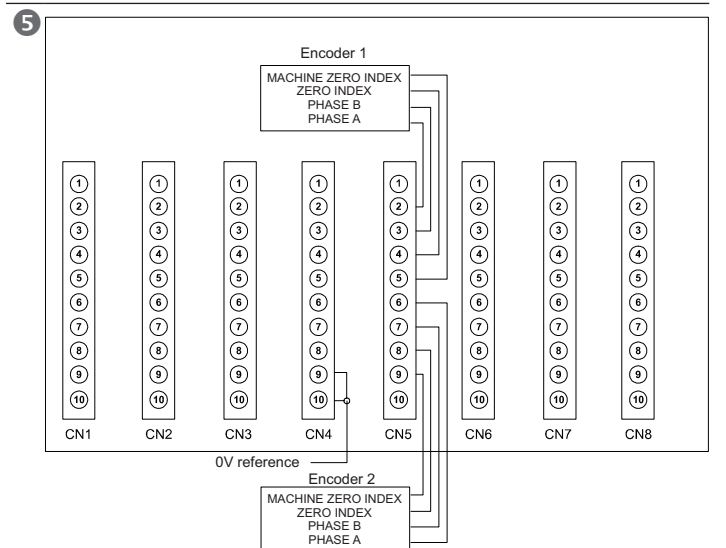 5
Encoder 1
MACHINE ZERO INDEX
ZERO INDEX
PHASE B
PHASE A
1 1 1 1 1 1 1 1
2 2 2 2 2 2 2 2
3 3 3 3 3 3 3 3
4 4 4 4 4 4 4 4
5 5 5 5 5 5 5 5
6 6 6 6 6 6 6 6
7 7 7 7 7 7 7 7
8 8 8 8 8 8 8 8
9 9 9 9 9 9 9 9
10 10 10 10 10 10 10 10
CN1 CN2 CN3 CN4 CN5 CN6 CN7 CN8
0V reference
Encoder 2
MACHINE ZERO INDEX
ZERO INDEX
PHASE B
PHASE A